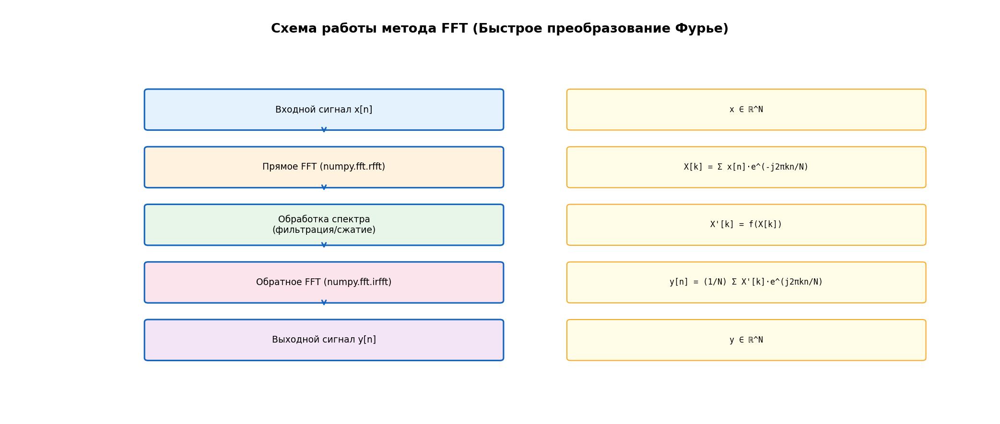 Схема работы метода FFT (Быстрое преобразование Фурье)
Входной сигнал x[n]
x ∈ ℝ^N
Прямое FFT (numpy.fft.rfft)
X[k] = Σ x[n]·e^(-j2πkn/N)
Обработка спектра
(фильтрация/сжатие)
X'[k] = f(X[k])
Обратное FFT (numpy.fft.irfft)
y[n] = (1/N) Σ X'[k]·e^(j2πkn/N)
Выходной сигнал y[n]
y ∈ ℝ^N